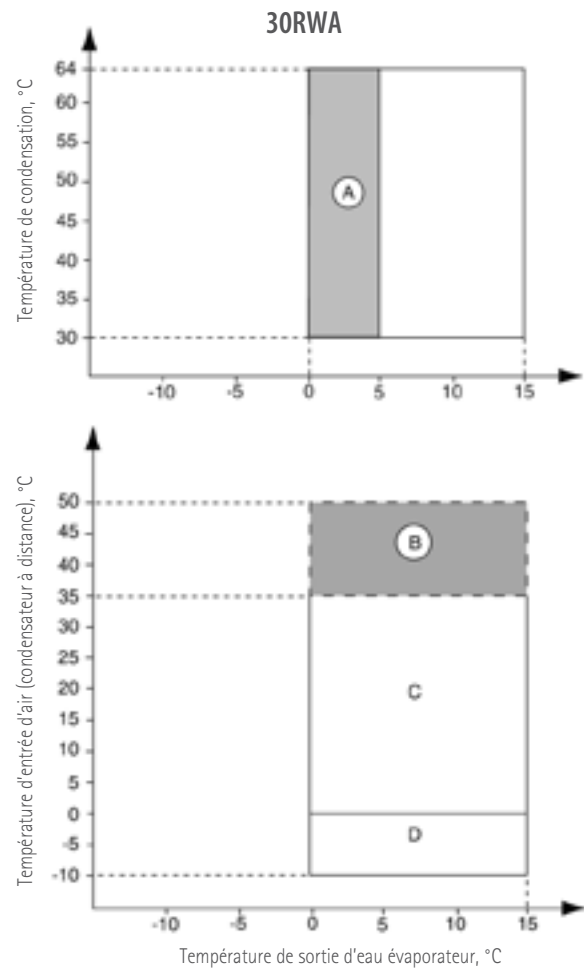 30RWA
Température de condensation, °C
64
60
55
50
45
40
35
30
A
-10 -5 0 5 10 15
Température d'entrée d'air (condensateur à distance), °C
50
45
40
35
30
25
20
15
10
5
0
-5
-10
B
C
D
-10 -5 0 5 10 15
Température de sortie d'eau évaporateur, °C